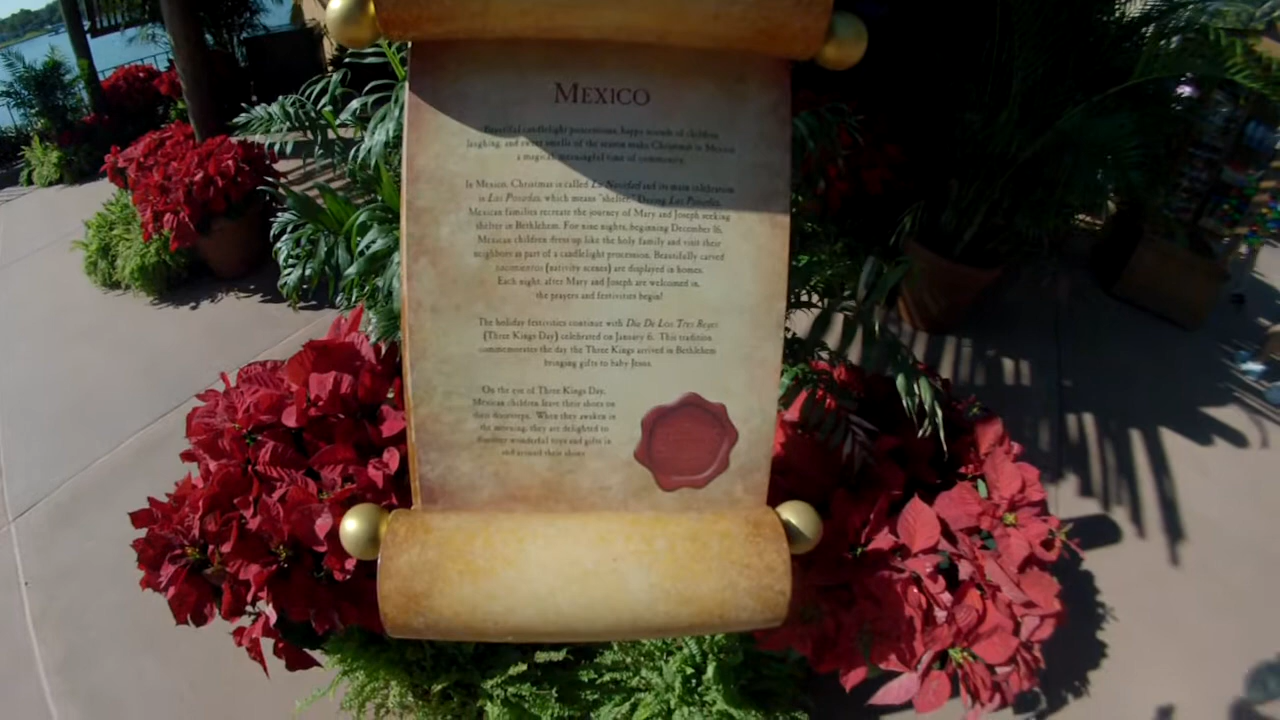 MEXICO
Beautiful candlelight processions, happy sounds of children
laughing, and sweet smells of the season make Christmas in Mexico
a magical, meaningful time of community.
In Mexico, Christmas is called La Navidad and its main celebration
is Las Posadas, which means "shelter." During Las Posadas,
Mexican families recreate the journey of Mary and Joseph seeking
shelter in Bethlehem. For nine nights, beginning December 16,
Mexican children dress up like the holy family and visit their
neighbors as part of a candlelight procession. Beautifully carved
nacimientos (nativity scenes) are displayed in homes.
Each night, after Mary and Joseph are welcomed in,
the prayers and festivities begin!
The holiday festivities continue with Dia De Los Tres Reyes
(Three Kings Day) celebrated on January 6. This tradition
commemorates the day the Three Kings arrived in Bethlehem
bringing gifts to baby Jesus.
On the eve of Three Kings Day,
Mexican children leave their shoes on
their doorsteps. When they awaken in
the morning, they are delighted to
discover wonderful toys and gifts in
and around their shoes.